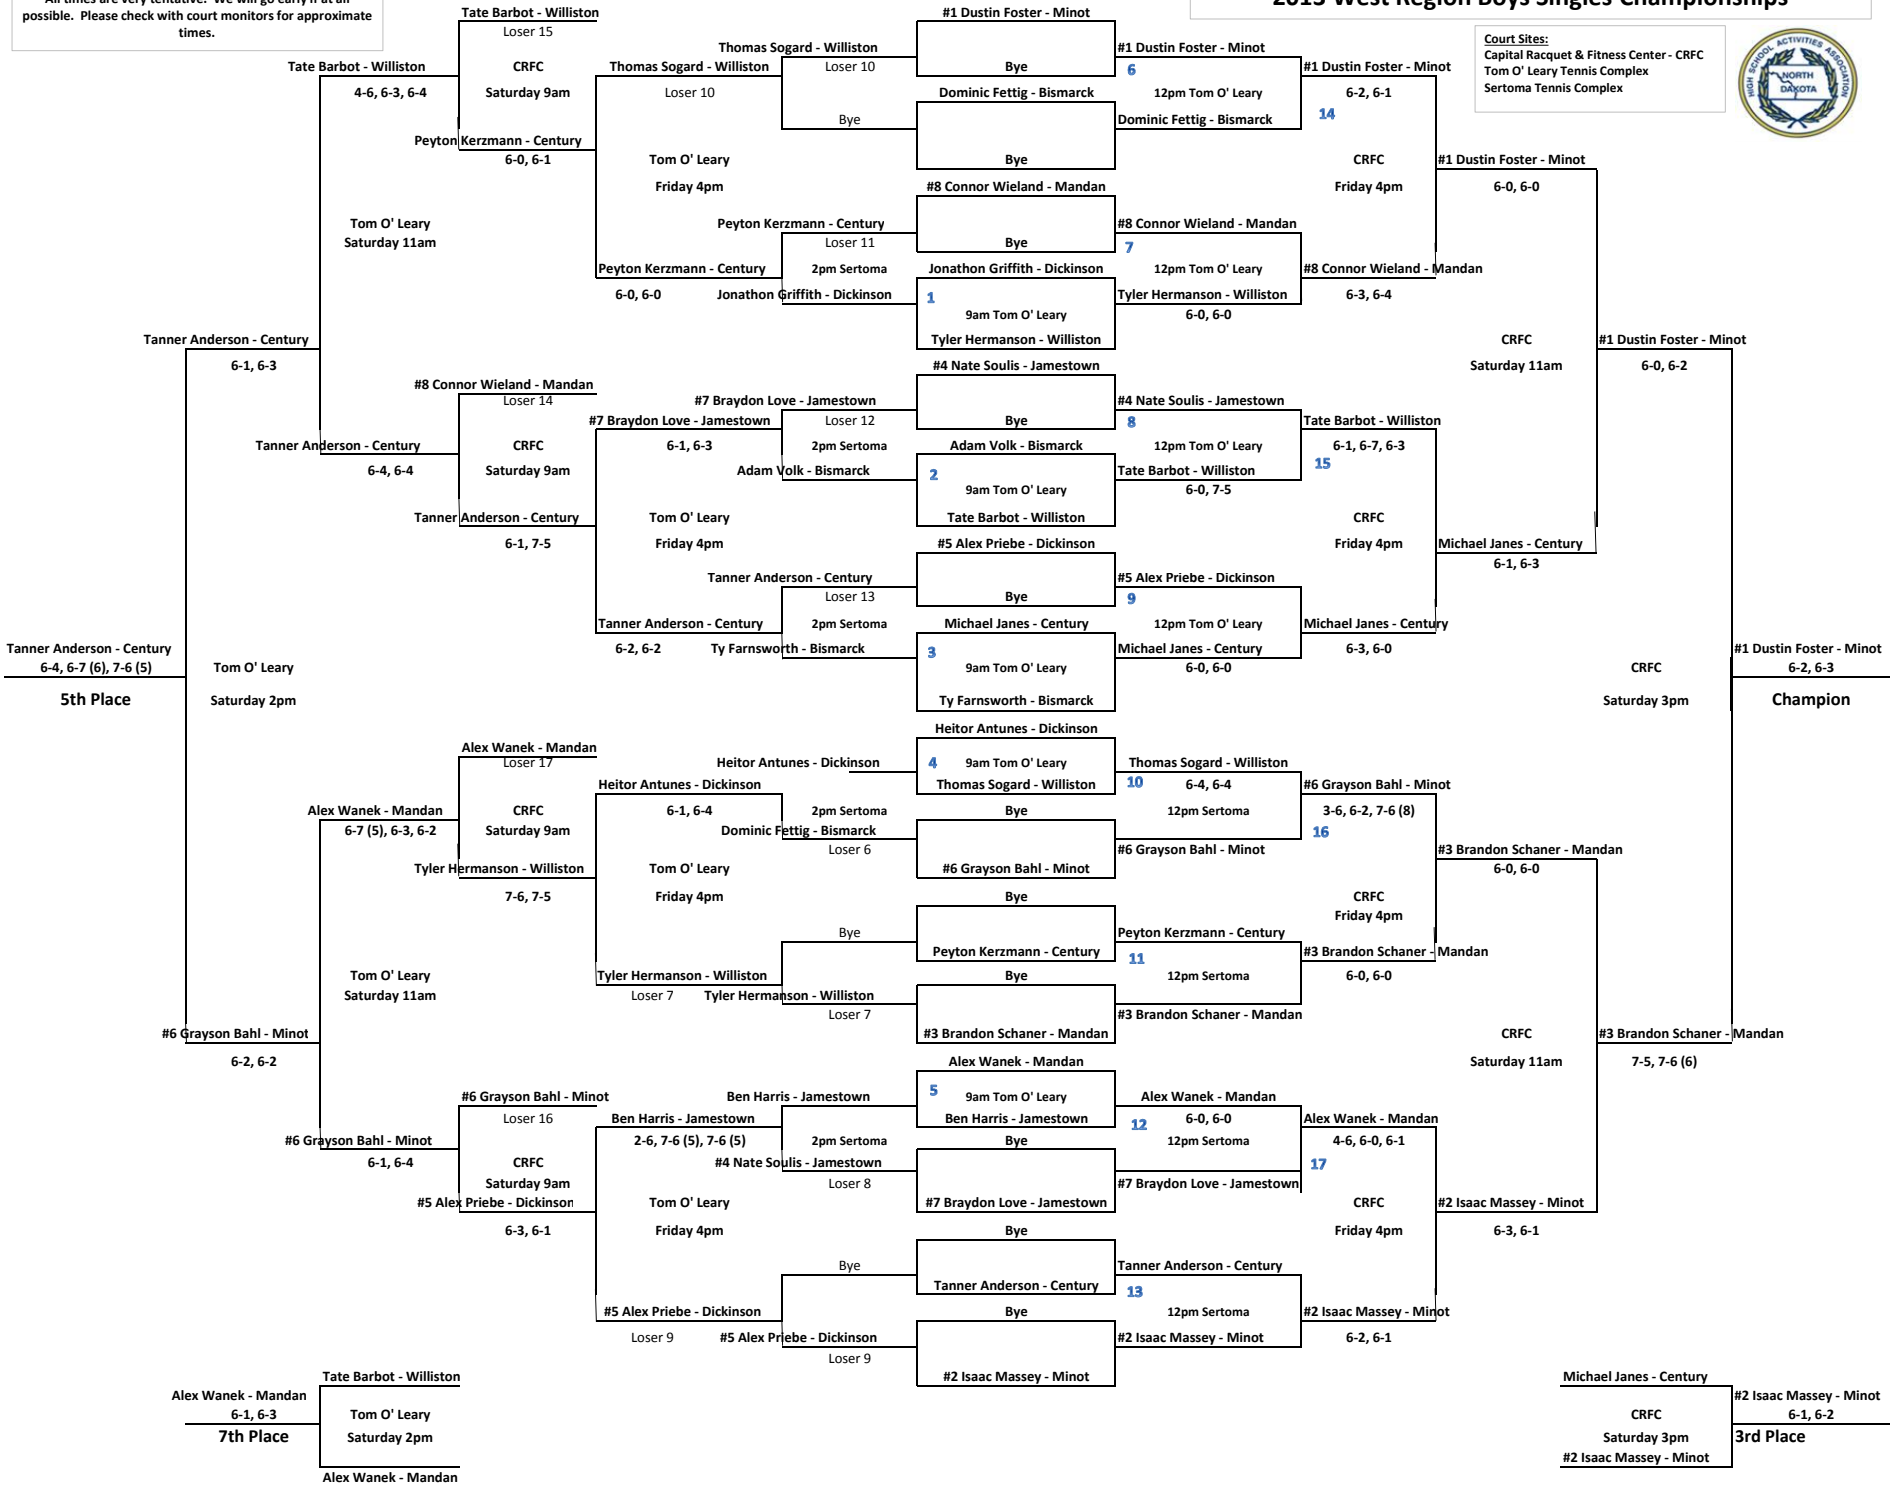 All times are very tentative. We will go early if at all
possible. Please check with court monitors for approximate
times.
2015 West Region Boys Singles Championships
Court Sites:
Capital Racquet & Fitness Center - CRFC
Tom O' Leary Tennis Complex
Sertoma Tennis Complex
HIGH SCHOOL ACTIVITIES ASSOCIATION
NORTH
DAKOTA
Tate Barbot - Williston
Loser 15
Tate Barbot - Williston
4-6, 6-3, 6-4
CRFC
Saturday 9am
Peyton Kerzmann - Century
6-0, 6-1
Tom O' Leary
Saturday 11am
Tanner Anderson - Century
6-1, 6-3
#8 Connor Wieland - Mandan
Loser 14
Tanner Anderson - Century
6-4, 6-4
CRFC
Saturday 9am
Tanner Anderson - Century
6-1, 7-5
Tanner Anderson - Century
6-4, 6-7 (6), 7-6 (5)
5th Place
Tom O' Leary
Saturday 2pm
Alex Wanek - Mandan
Loser 17
Alex Wanek - Mandan
6-7 (5), 6-3, 6-2
CRFC
Saturday 9am
Tyler Hermanson - Williston
7-6, 7-5
Tom O' Leary
Saturday 11am
#6 Grayson Bahl - Minot
6-2, 6-2
#6 Grayson Bahl - Minot
Loser 16
#6 Grayson Bahl - Minot
6-1, 6-4
CRFC
Saturday 9am
#5 Alex Priebe - Dickinson
6-3, 6-1
Tate Barbot - Williston
Alex Wanek - Mandan
6-1, 6-3
7th Place
Tom O' Leary
Saturday 2pm
Alex Wanek - Mandan
Thomas Sogard - Williston
Loser 10
Thomas Sogard - Williston
Loser 10
Bye
Tom O' Leary
Friday 4pm
Peyton Kerzmann - Century
Loser 11
Peyton Kerzmann - Century
2pm Sertoma
6-0, 6-0
Jonathon Griffith - Dickinson
#7 Braydon Love - Jamestown
Loser 12
#7 Braydon Love - Jamestown
6-1, 6-3
2pm Sertoma
Adam Volk - Bismarck
Tom O' Leary
Friday 4pm
Tanner Anderson - Century
Loser 13
Tanner Anderson - Century
2pm Sertoma
6-2, 6-2
Ty Farnsworth - Bismarck
Heitor Antunes - Dickinson
Heitor Antunes - Dickinson
6-1, 6-4
2pm Sertoma
Dominic Fettig - Bismarck
Loser 6
Tom O' Leary
Friday 4pm
Bye
Tyler Hermanson - Williston
Loser 7
Tyler Hermanson - Williston
Loser 7
Ben Harris - Jamestown
Ben Harris - Jamestown
2-6, 7-6 (5), 7-6 (5)
2pm Sertoma
#4 Nate Soulis - Jamestown
Loser 8
Tom O' Leary
Friday 4pm
Bye
#5 Alex Priebe - Dickinson
Loser 9
#5 Alex Priebe - Dickinson
Loser 9
#1 Dustin Foster - Minot
Bye
Dominic Fettig - Bismarck
Bye
#8 Connor Wieland - Mandan
Bye
Jonathon Griffith - Dickinson
1
9am Tom O' Leary
Tyler Hermanson - Williston
#4 Nate Soulis - Jamestown
Bye
Adam Volk - Bismarck
2
9am Tom O' Leary
Tate Barbot - Williston
#5 Alex Priebe - Dickinson
Bye
Michael Janes - Century
3
9am Tom O' Leary
Ty Farnsworth - Bismarck
Heitor Antunes - Dickinson
4
9am Tom O' Leary
Thomas Sogard - Williston
Bye
#6 Grayson Bahl - Minot
Bye
Peyton Kerzmann - Century
Bye
#3 Brandon Schaner - Mandan
Alex Wanek - Mandan
5
9am Tom O' Leary
Ben Harris - Jamestown
Bye
#7 Braydon Love - Jamestown
Bye
Tanner Anderson - Century
Bye
#2 Isaac Massey - Minot
#1 Dustin Foster - Minot
6
12pm Tom O' Leary
Dominic Fettig - Bismarck
#8 Connor Wieland - Mandan
7
12pm Tom O' Leary
Tyler Hermanson - Williston
6-0, 6-0
#4 Nate Soulis - Jamestown
8
12pm Tom O' Leary
Tate Barbot - Williston
6-0, 7-5
#5 Alex Priebe - Dickinson
9
12pm Tom O' Leary
Michael Janes - Century
6-0, 6-0
Thomas Sogard - Williston
10
6-4, 6-4
12pm Sertoma
#6 Grayson Bahl - Minot
Peyton Kerzmann - Century
11
12pm Sertoma
#3 Brandon Schaner - Mandan
Alex Wanek - Mandan
12
6-0, 6-0
12pm Sertoma
#7 Braydon Love - Jamestown
Tanner Anderson - Century
13
12pm Sertoma
#2 Isaac Massey - Minot
#1 Dustin Foster - Minot
6-2, 6-1
14
CRFC
Friday 4pm
#8 Connor Wieland - Mandan
6-3, 6-4
Tate Barbot - Williston
6-1, 6-7, 6-3
15
CRFC
Friday 4pm
Michael Janes - Century
6-3, 6-0
#6 Grayson Bahl - Minot
3-6, 6-2, 7-6 (8)
16
CRFC
Friday 4pm
#3 Brandon Schaner - Mandan
6-0, 6-0
Alex Wanek - Mandan
4-6, 6-0, 6-1
17
CRFC
Friday 4pm
#2 Isaac Massey - Minot
6-2, 6-1
#1 Dustin Foster - Minot
6-0, 6-0
CRFC
Saturday 11am
Michael Janes - Century
6-1, 6-3
#3 Brandon Schaner - Mandan
6-0, 6-0
CRFC
Saturday 11am
#2 Isaac Massey - Minot
6-3, 6-1
#1 Dustin Foster - Minot
6-0, 6-2
CRFC
Saturday 3pm
#3 Brandon Schaner - Mandan
7-5, 7-6 (6)
#1 Dustin Foster - Minot
6-2, 6-3
Champion
Michael Janes - Century
CRFC
Saturday 3pm
#2 Isaac Massey - Minot
#2 Isaac Massey - Minot
6-1, 6-2
3rd Place